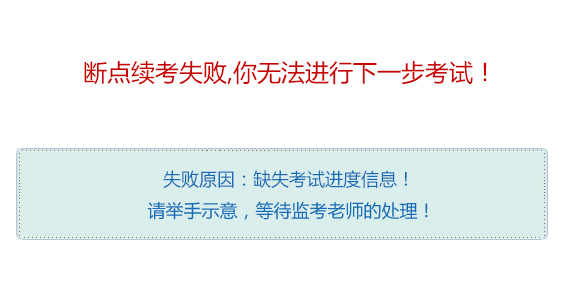 断点续考失败,你无法进行下一步考试！
失败原因：缺失考试进度信息！
请举手示意，等待监考老师的处理！